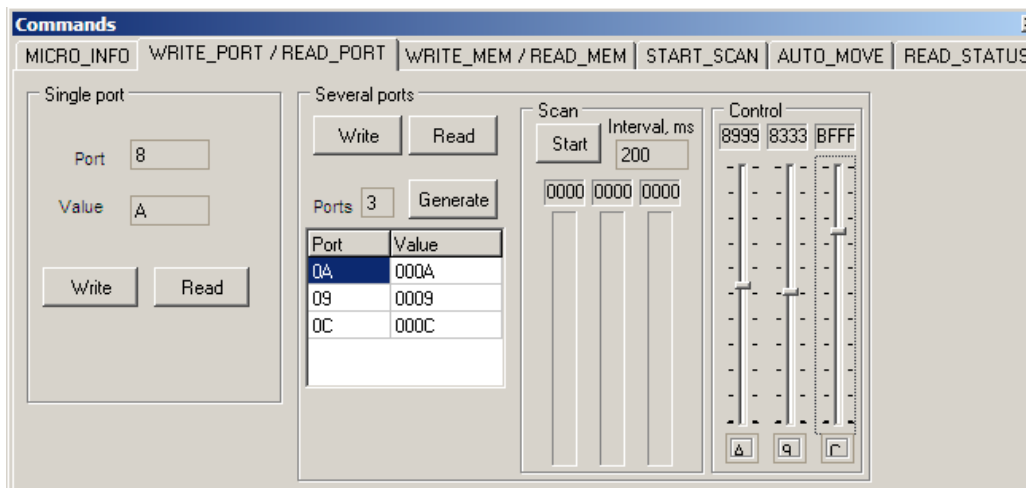 Commands
MICRO_INFO WRITE_PORT / READ_PORT WRITE_MEM / READ_MEM START_SCAN AUTO_MOVE READ_STATUS
Single port
Port 8
Value A
Write Read
Several ports
Write Read
Ports 3 Generate
Port Value
0A 000A
09 0009
0C 000C
Scan
Start
Interval, ms
200
0000 0000 0000
Control
8999 8333 BFFF